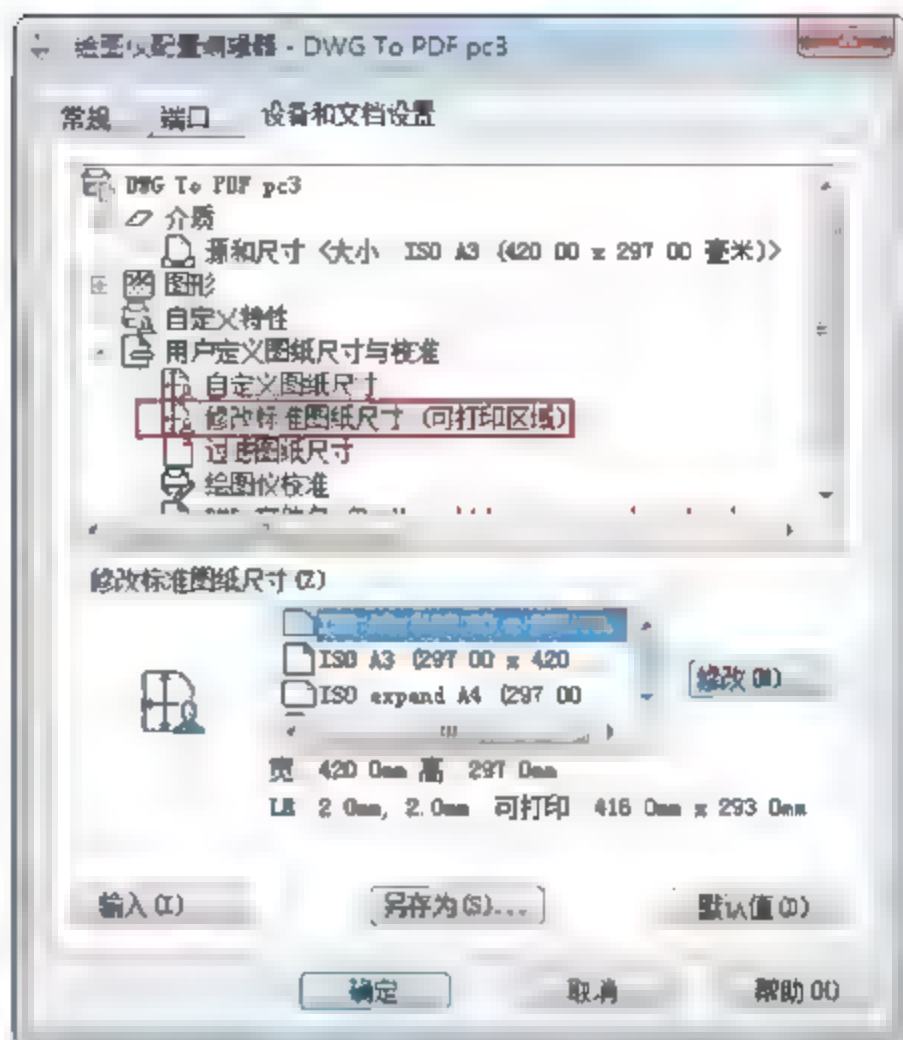 绘图仪配置编辑器 - DWG To PDF pc3
常规 端口 设备和文档设置
DWG To PDF pc3
介质
源和尺寸 <大小 ISO A3 (420 00 x 297 00 毫米)>
图形
自定义特性
用户定义图纸尺寸与校准
自定义图纸尺寸
修改标准图纸尺寸 (可打印区域)
过滤图纸尺寸
绘图仪校准
修改标准图纸尺寸(Z)
ISO A3 (297 00 x 420
ISO expand A4 (297 00
修改(M)
宽 420 0mm 高 297 0mm
LR 2 0mm, 2.0mm 可打印 416 0mm x 293 0mm
输入(I) 另存为(S)... 默认值(D)
确定 取消 帮助(H)